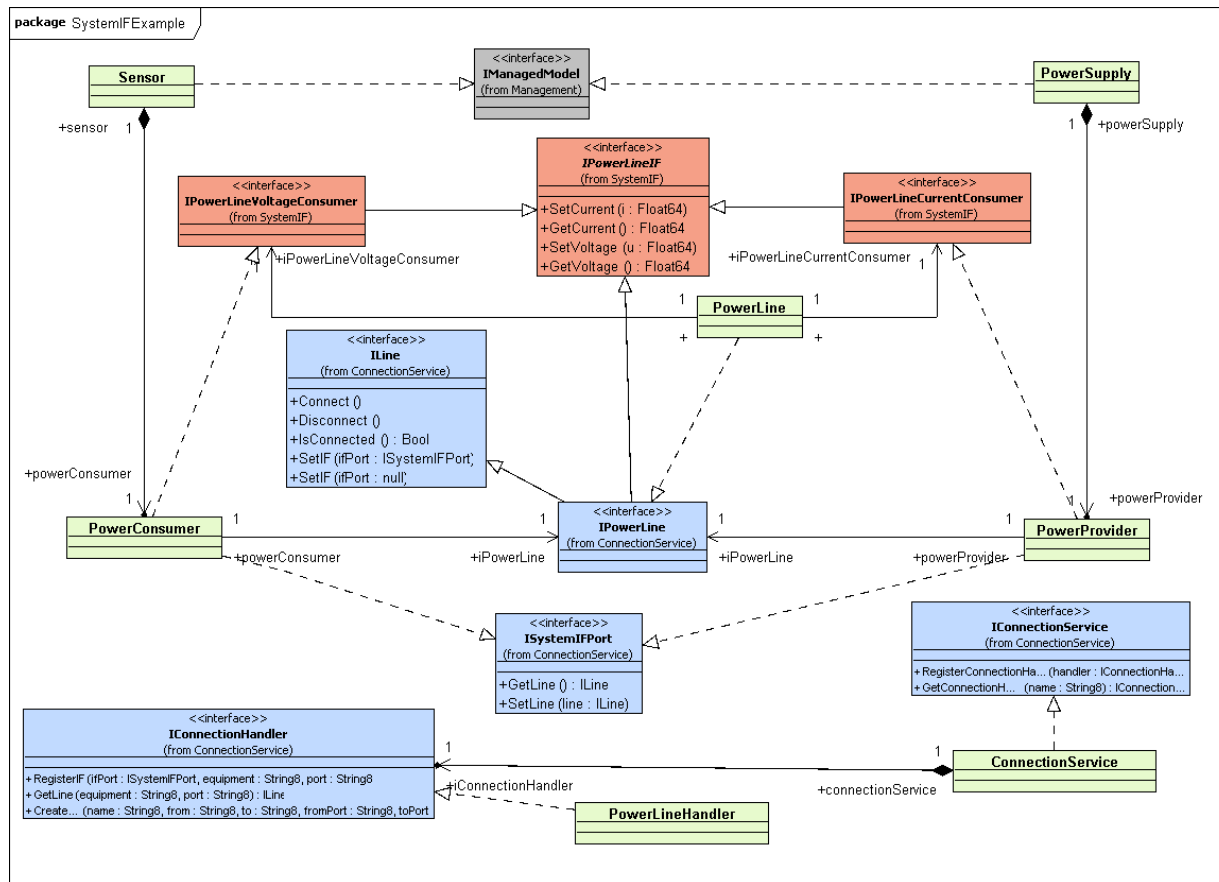 package SystemIFExample
<<interface>>
IManagedModel
(from Management)
Sensor
PowerSupply
+sensor
1
1
+powerSupply
<<interface>>
IPowerLineIF
(from SystemIF)
+SetCurrent (i : Float64)
+GetCurrent () : Float64
+SetVoltage (u : Float64)
+GetVoltage () : Float64
<<interface>>
IPowerLineVoltageConsumer
(from SystemIF)
<<interface>>
IPowerLineCurrentConsumer
(from SystemIF)
1
+iPowerLineVoltageConsumer
+iPowerLineCurrentConsumer
1
1
PowerLine
1
+
+
<<interface>>
ILine
(from ConnectionService)
+Connect ()
+Disconnect ()
+IsConnected () : Bool
+SetIF (ifPort : ISystemIFPort)
+SetIF (ifPort : null)
+powerConsumer
1
1
+powerProvider
PowerConsumer
1
1
<<interface>>
IPowerLine
(from ConnectionService)
1
1
PowerProvider
+powerConsumer
+iPowerLine
+iPowerLine
+powerProvider
<<interface>>
ISystemIFPort
(from ConnectionService)
+GetLine () : ILine
+SetLine (line : ILine)
<<interface>>
IConnectionService
(from ConnectionService)
+RegisterConnectionHa... (handler : IConnectionHa...
+GetConnectionH... (name : String8) : IConnection...
<<interface>>
IConnectionHandler
(from ConnectionService)
+RegisterIF (ifPort : ISystemIFPort, equipment : String8, port : String8
+GetLine (equipment : String8, port : String8) : ILine
+Create... (name : String8, from : String8, to : String8, fromPort : String8, toPort
1
+iConnectionHandler
1
+connectionService
ConnectionService
PowerLineHandler